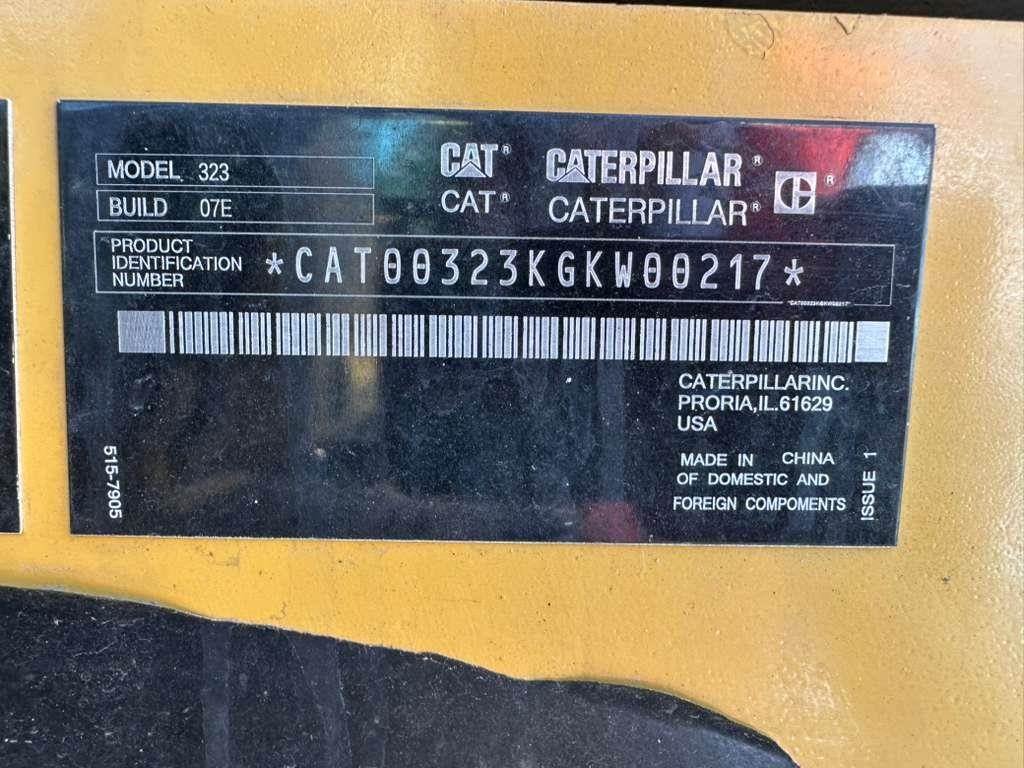 MODEL 323
BUILD 07E
CAT® CATERPILLAR®
CAT® CATERPILLAR®
PRODUCT
IDENTIFICATION
NUMBER
*CAT00323KGKW00217*
CATERPILLARINC.
PRORIA,IL.61629
USA
MADE IN CHINA
OF DOMESTIC AND
FOREIGN COMPOMENTS
515-7905
ISSUE 1